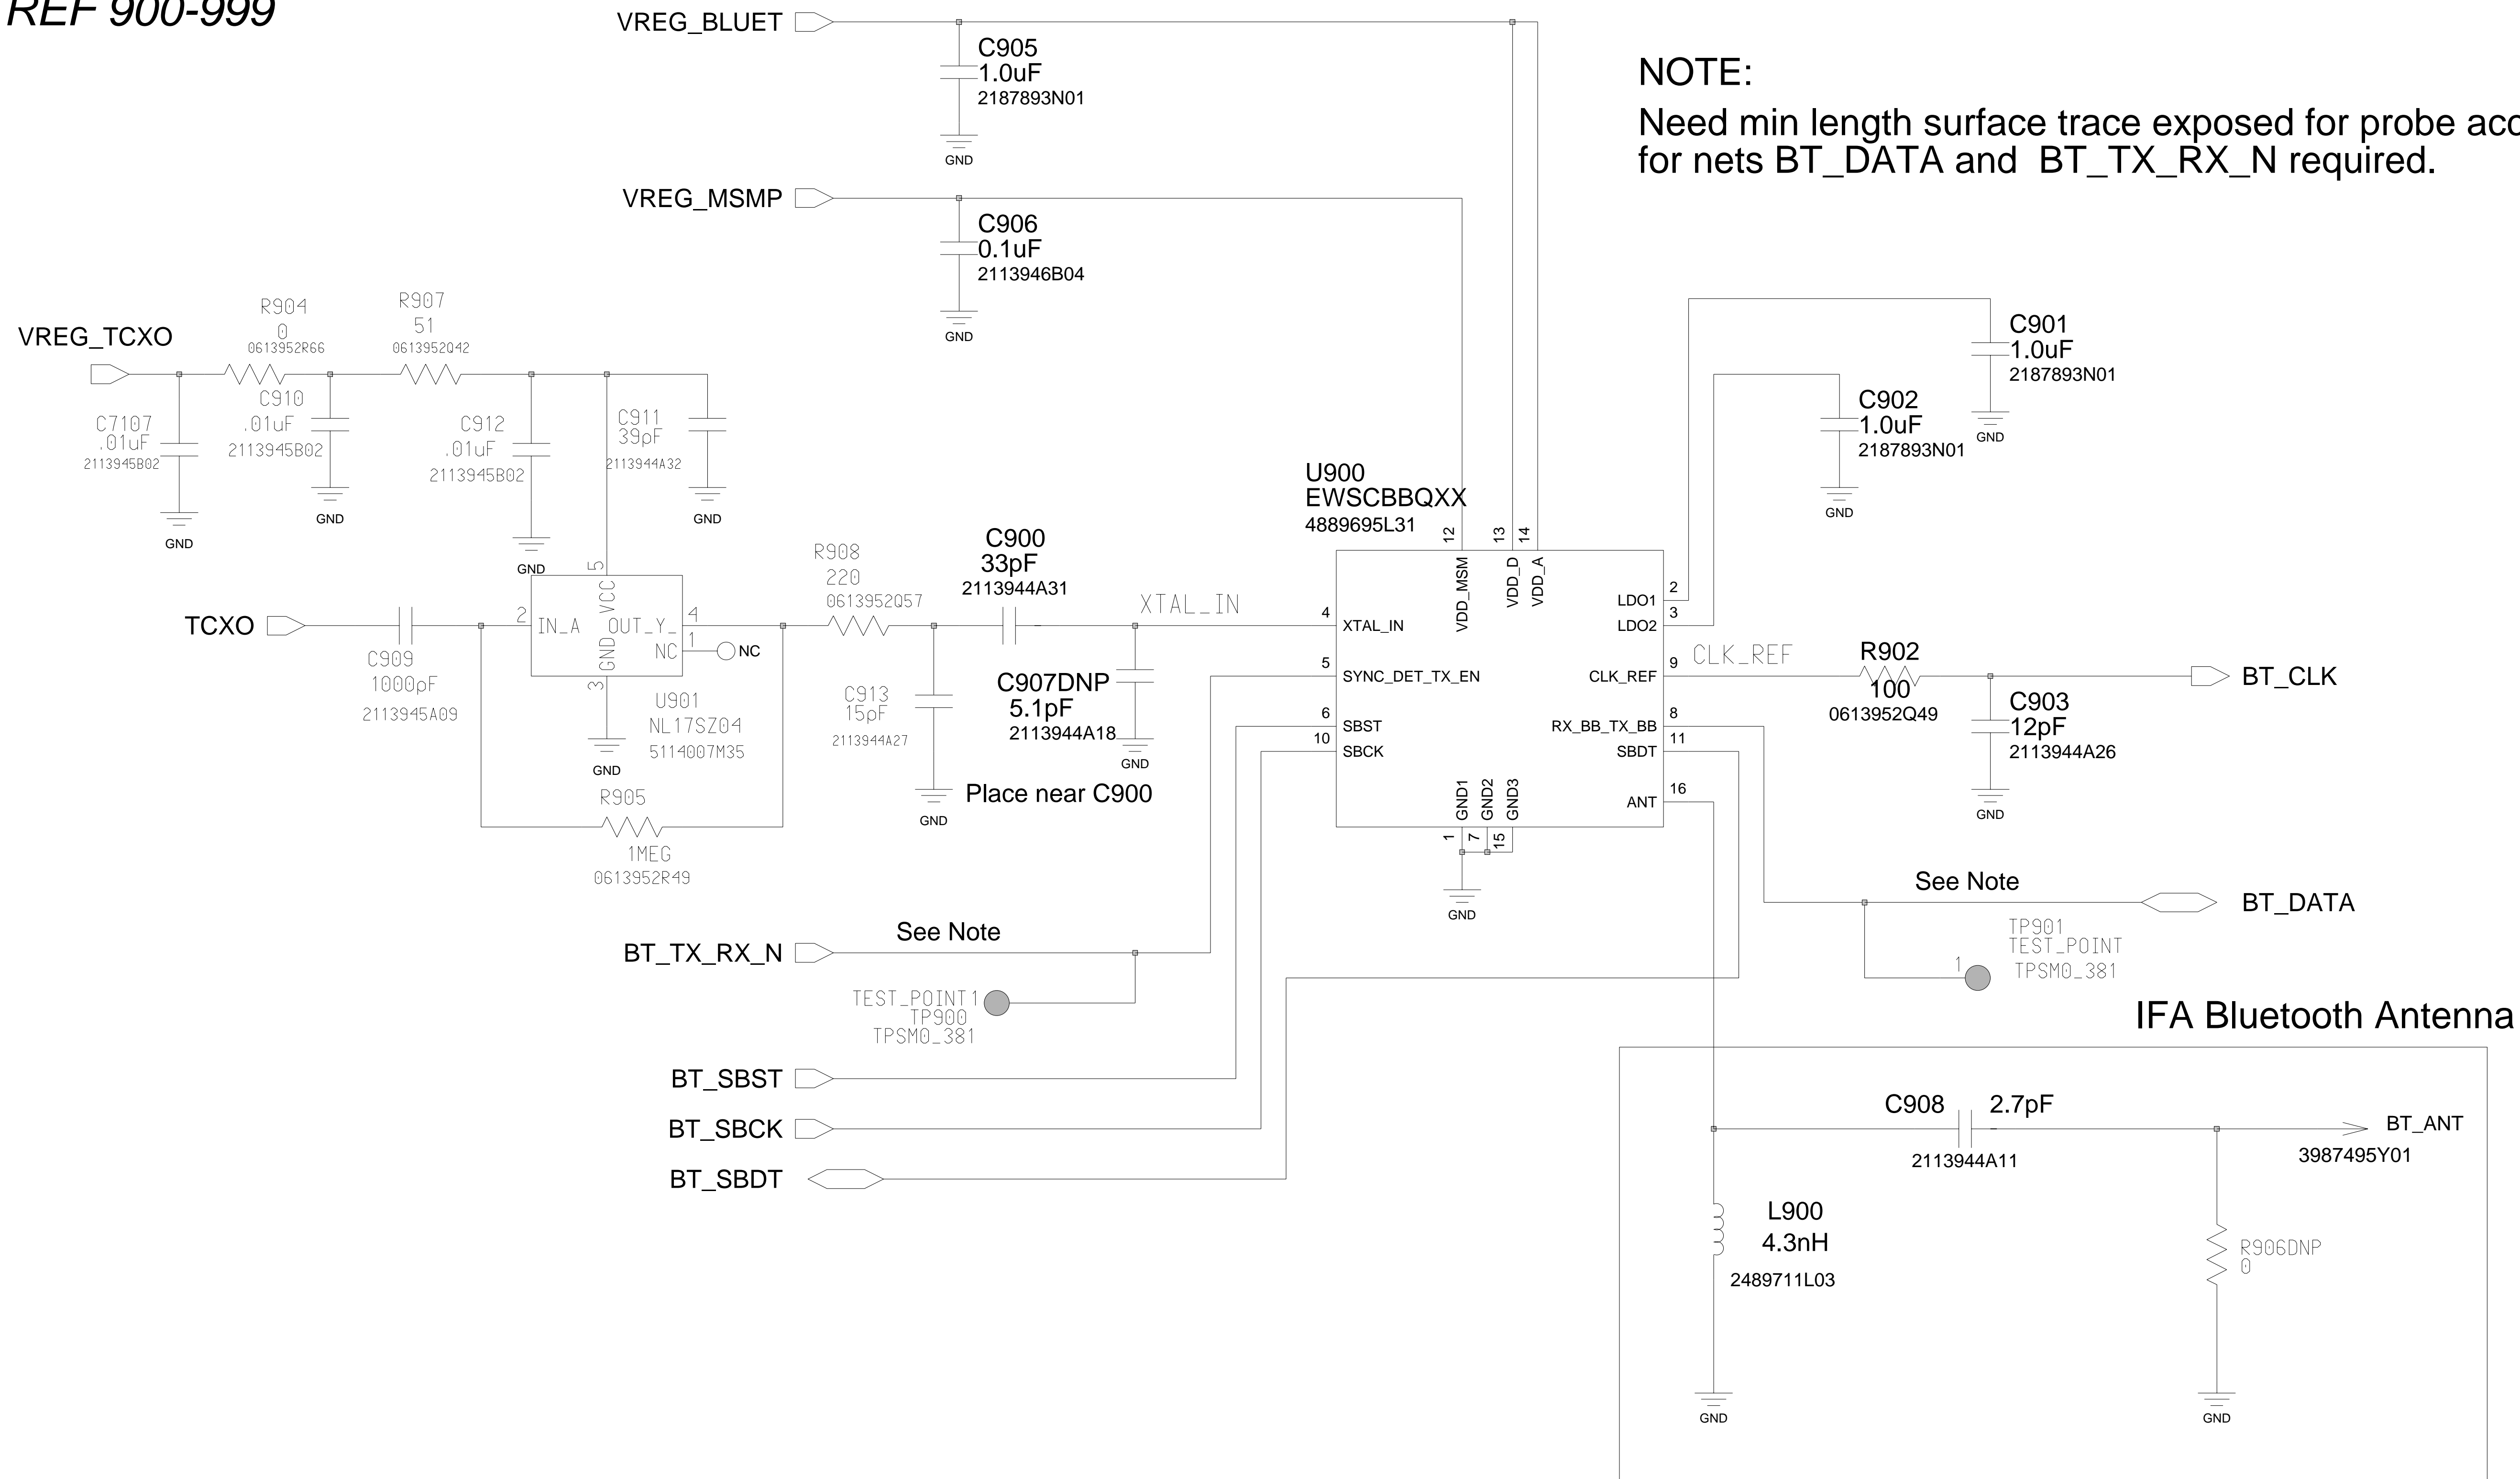 REF 900-999
VREG_BLUET
C905
1.0uF
2187893N01
GND
NOTE:
Need min length surface trace exposed for probe
for nets BT_DATA and BT_TX_RX_N required.
VREG_MSMP
C906
0.1uF
2113946B04
GND
VREG_TCXO
R904
0
0613952R66
R907
51
0613952Q42
C7107
.01uF
2113945B02
GND
C910
.01uF
2113945B02
GND
C912
.01uF
2113945B02
GND
C911
39pF
2113944A32
GND
C901
1.0uF
2187893N01
GND
C902
1.0uF
2187893N01
GND
TCXO
C909
1000pF
2113945A09
2
IN_A
5
VCC
OUT_Y_
4
NC
1
NC
GND
3
U901
NL17SZ04
5114007M35
GND
R905
1MEG
0613952R49
R908
220
0613952Q57
C913
15pF
2113944A27
GND
C900
33pF
2113944A31
XTAL_IN
C907DNP
5.1pF
2113944A18
GND
Place near C900
U900
EWSCBBQXX
4889695L31
12
VDD_MSM
13
VDD_D
14
VDD_A
4
XTAL_IN
5
SYNC_DET_TX_EN
6
SBST
10
SBCK
2
LDO1
3
LDO2
9
CLK_REF
8
RX_BB_TX_BB
11
SBDT
16
ANT
GND1
GND2
GND3
1
7
15
GND
CLK_REF
R902
100
0613952Q49
C903
12pF
2113944A26
GND
BT_CLK
See Note
BT_DATA
TP901
TEST_POINT
TPSM0_381
1
See Note
BT_TX_RX_N
TEST_POINT
1
TP900
TPSM0_381
BT_SBST
BT_SBCK
BT_SBDT
IFA Bluetooth Antenna
C908
2.7pF
2113944A11
BT_ANT
3987495Y01
L900
4.3nH
2489711L03
GND
R906DNP
0
GND